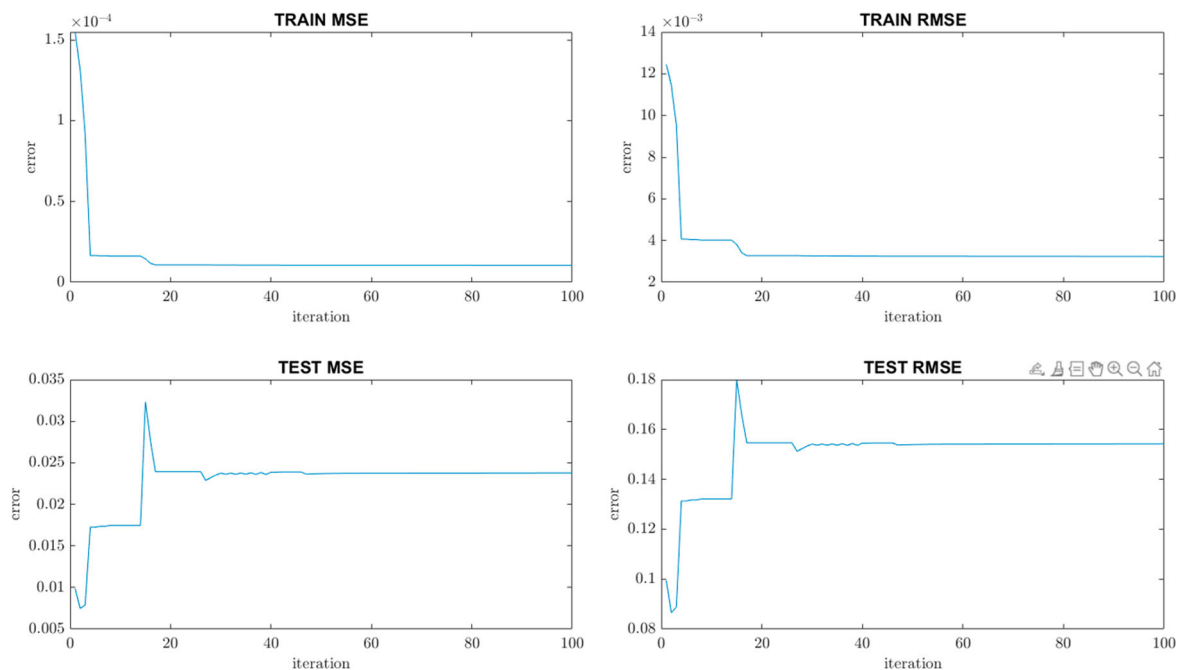 TRAIN MSE
×10⁻⁴
1.5
1
0.5
0
error
0 20 40 60 80 100
iteration
TRAIN RMSE
×10⁻³
14
12
10
8
6
4
2
error
0 20 40 60 80 100
iteration
TEST MSE
0.035
0.03
0.025
0.02
0.015
0.01
0.005
error
0 20 40 60 80 100
iteration
TEST RMSE
0.18
0.16
0.14
0.12
0.1
0.08
error
0 20 40 60 80 100
iteration